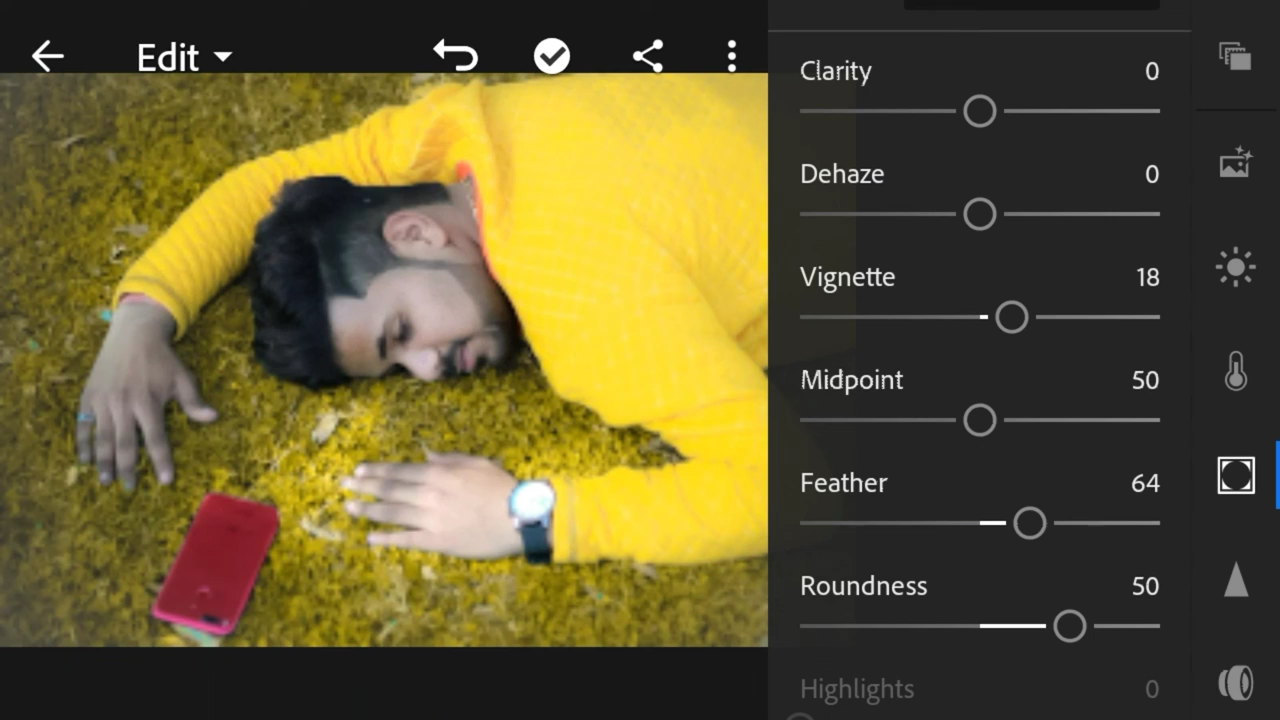 Edit
Clarity 0
Dehaze 0
Vignette 18
Midpoint 50
Feather 64
Roundness 50
Highlights 0